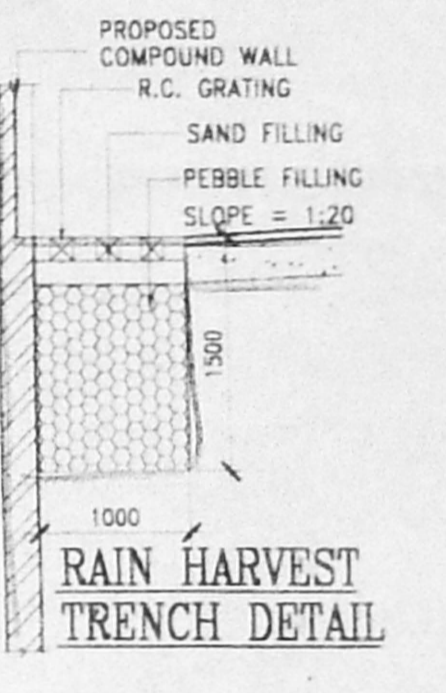 PROPOSED
COMPOUND WALL
R.C. GRATING
SAND FILLING
PEBBLE FILLING
SLOPE = 1:20
1500
1000
RAIN HARVEST
TRENCH DETAIL